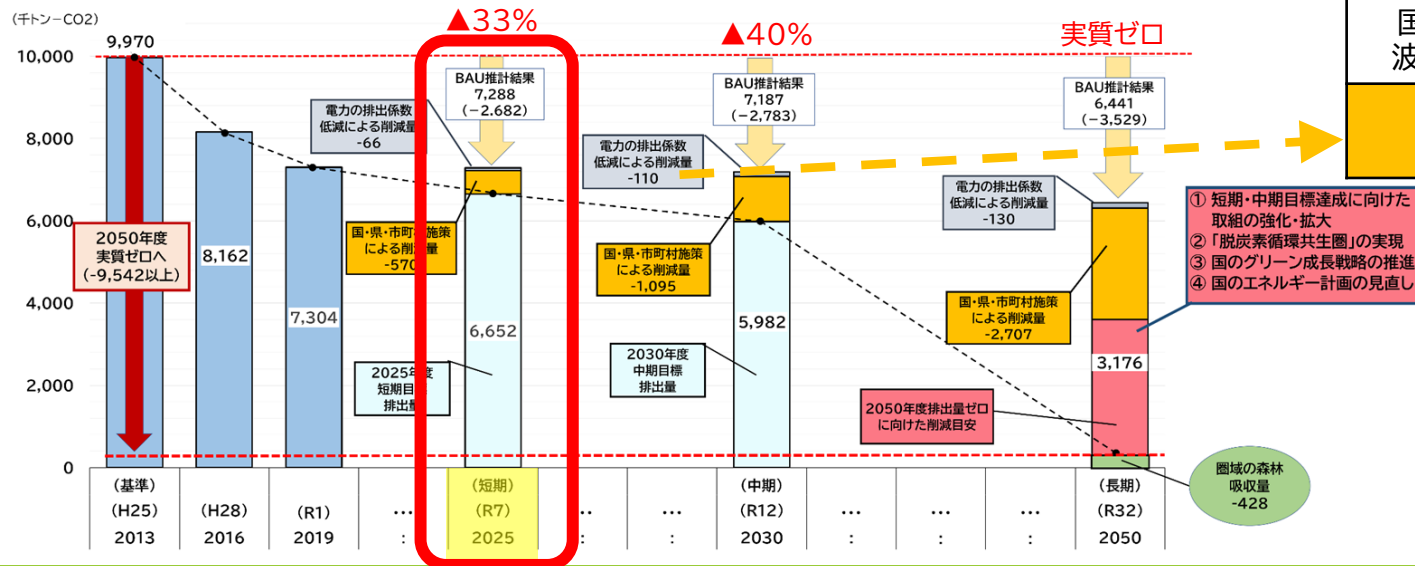 (千トン-CO2)
▲33%
▲40%
実質ゼロ
国
波
10,000
8,000
6,000
4,000
2,000
0
9,970
2050年度
実質ゼロへ
(-9,542以上)
8,162
7,304
電力の排出係数
低減による削減量
-66
BAU推計結果
7,288
(-2.682)
国・県・市町村施策
による削減量
-570
6,652
2025年度
短期目標
排出量
電力の排出係数
低減による削減量
-110
BAU推計結果
7,187
(-2,783)
国・県・市町村施策
による削減量
-1,095
5,982
2030年度
中期目標
排出量
BAU推計結果
6,441
(-3,529)
電力の排出係数
低減による削減量
-130
国・県・市町村施策
による削減量
-2,707
3,176
2050年度排出量ゼロ
に向けた削減目安
① 短期・中期目標達成に向けた
取組の強化・拡大
② 「脱炭素循環共生圏」の実現
③ 国のグリーン成長戦略の推進
④ 国のエネルギー計画の見直し
圏域の森林
吸収量
-428
(基準) (短期) (中期) (長期)
(H25) (H28) (R1) … (R7) … … (R12) … … … (R32)
2013 2016 2019 : 2025 : : 2030 : : : 2050